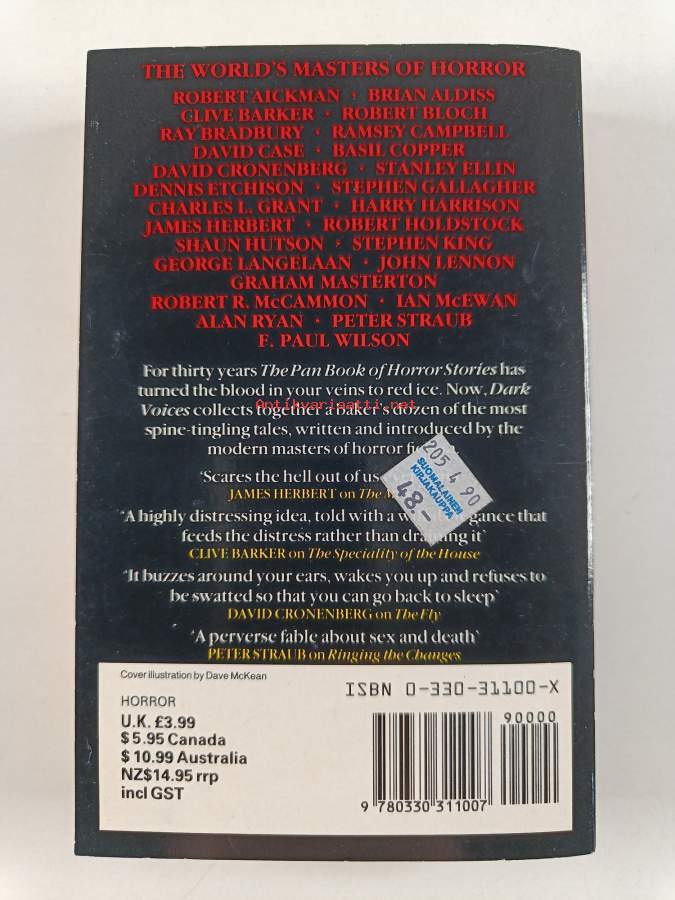 THE WORLD'S MASTERS OF HORROR
ROBERT AICKMAN · BRIAN ALDISS
CLIVE BARKER · ROBERT BLOCH
RAY BRADBURY · RAMSEY CAMPBELL
DAVID CASE · BASIL COPPER
DAVID CRONENBERG · STANLEY ELLIN
DENNIS ETCHISON · STEPHEN GALLAGHER
CHARLES L. GRANT · HARRY HARRISON
JAMES HERBERT · ROBERT HOLDSTOCK
SHAUN HUTSON · STEPHEN KING
GEORGE LANGELAAN · JOHN LENNON
GRAHAM MASTERTON
ROBERT R. McCAMMON · IAN McEWAN
ALAN RYAN · PETER STRAUB
F. PAUL WILSON
For thirty years The Pan Book of Horror Stories has
turned the blood in your veins to red ice. Now, Dark
Voices collects together a baker's dozen of the most
Antikvariaatti.net
spine-tingling tales, written and introduced by the
modern masters of horror
205 4 90
SUOMALAINEN
KIRJAKAUPPA
48.-
'Scares the hell out of us
JAMES HERBERT on The
'A highly distressing idea, told with a
that
feeds the distress rather than
it'
CLIVE BARKER on The Speciality of the House
'It buzzes around your ears, wakes you up and refuses to
be swatted so that you can go back to sleep'
DAVID CRONENBERG on The Fly
'A perverse fable about sex and death'
PETER STRAUB on Ringing the Changes
Cover illustration by Dave McKean
ISBN 0-330-31100-X
HORROR
U.K. £3.99
$5.95 Canada
$10.99 Australia
NZ$14.95 rrp
incl GST
90000
9 780330 311007